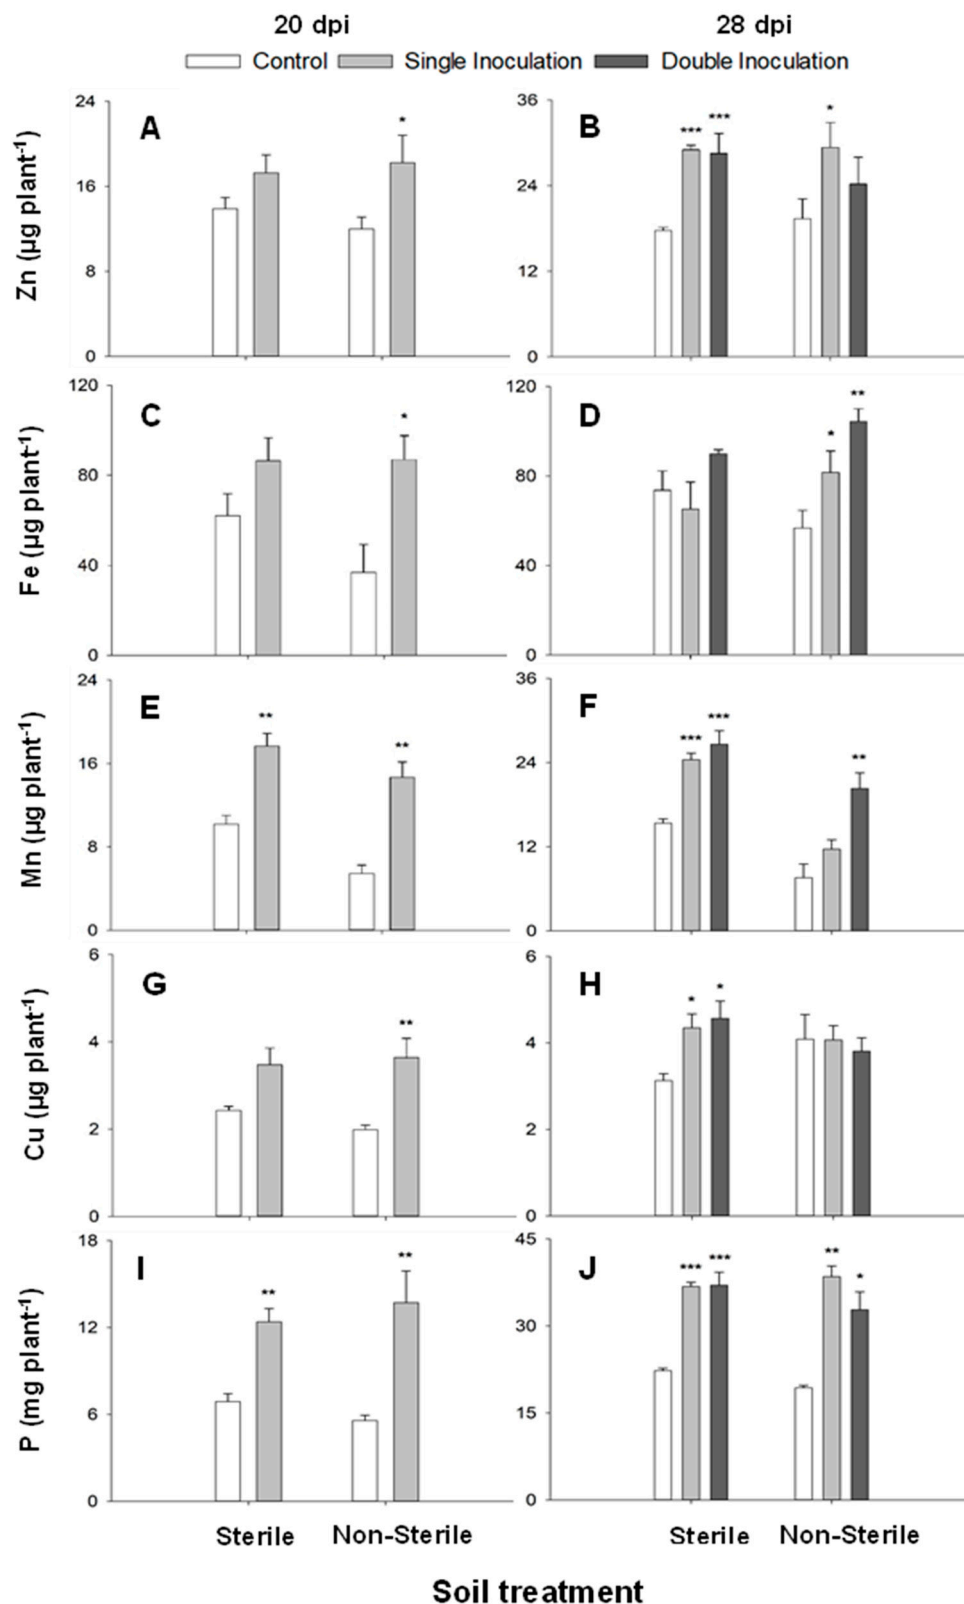 20 dpi 28 dpi
Control Single Inoculation Double Inoculation
Zn (µg plant⁻¹)
24
16
8
0
A
*
36
24
12
0
B
*** *** *
Fe (µg plant⁻¹)
120
80
40
0
C
*
120
80
40
0
D
* **
Mn (µg plant⁻¹)
24
16
8
0
E
** **
36
24
12
0
F
*** *** **
Cu (µg plant⁻¹)
6
4
2
0
G
**
6
4
2
0
H
* *
P (mg plant⁻¹)
18
12
6
0
I
** **
45
30
15
0
J
*** *** ** *
Sterile Non-Sterile Sterile Non-Sterile
Soil treatment